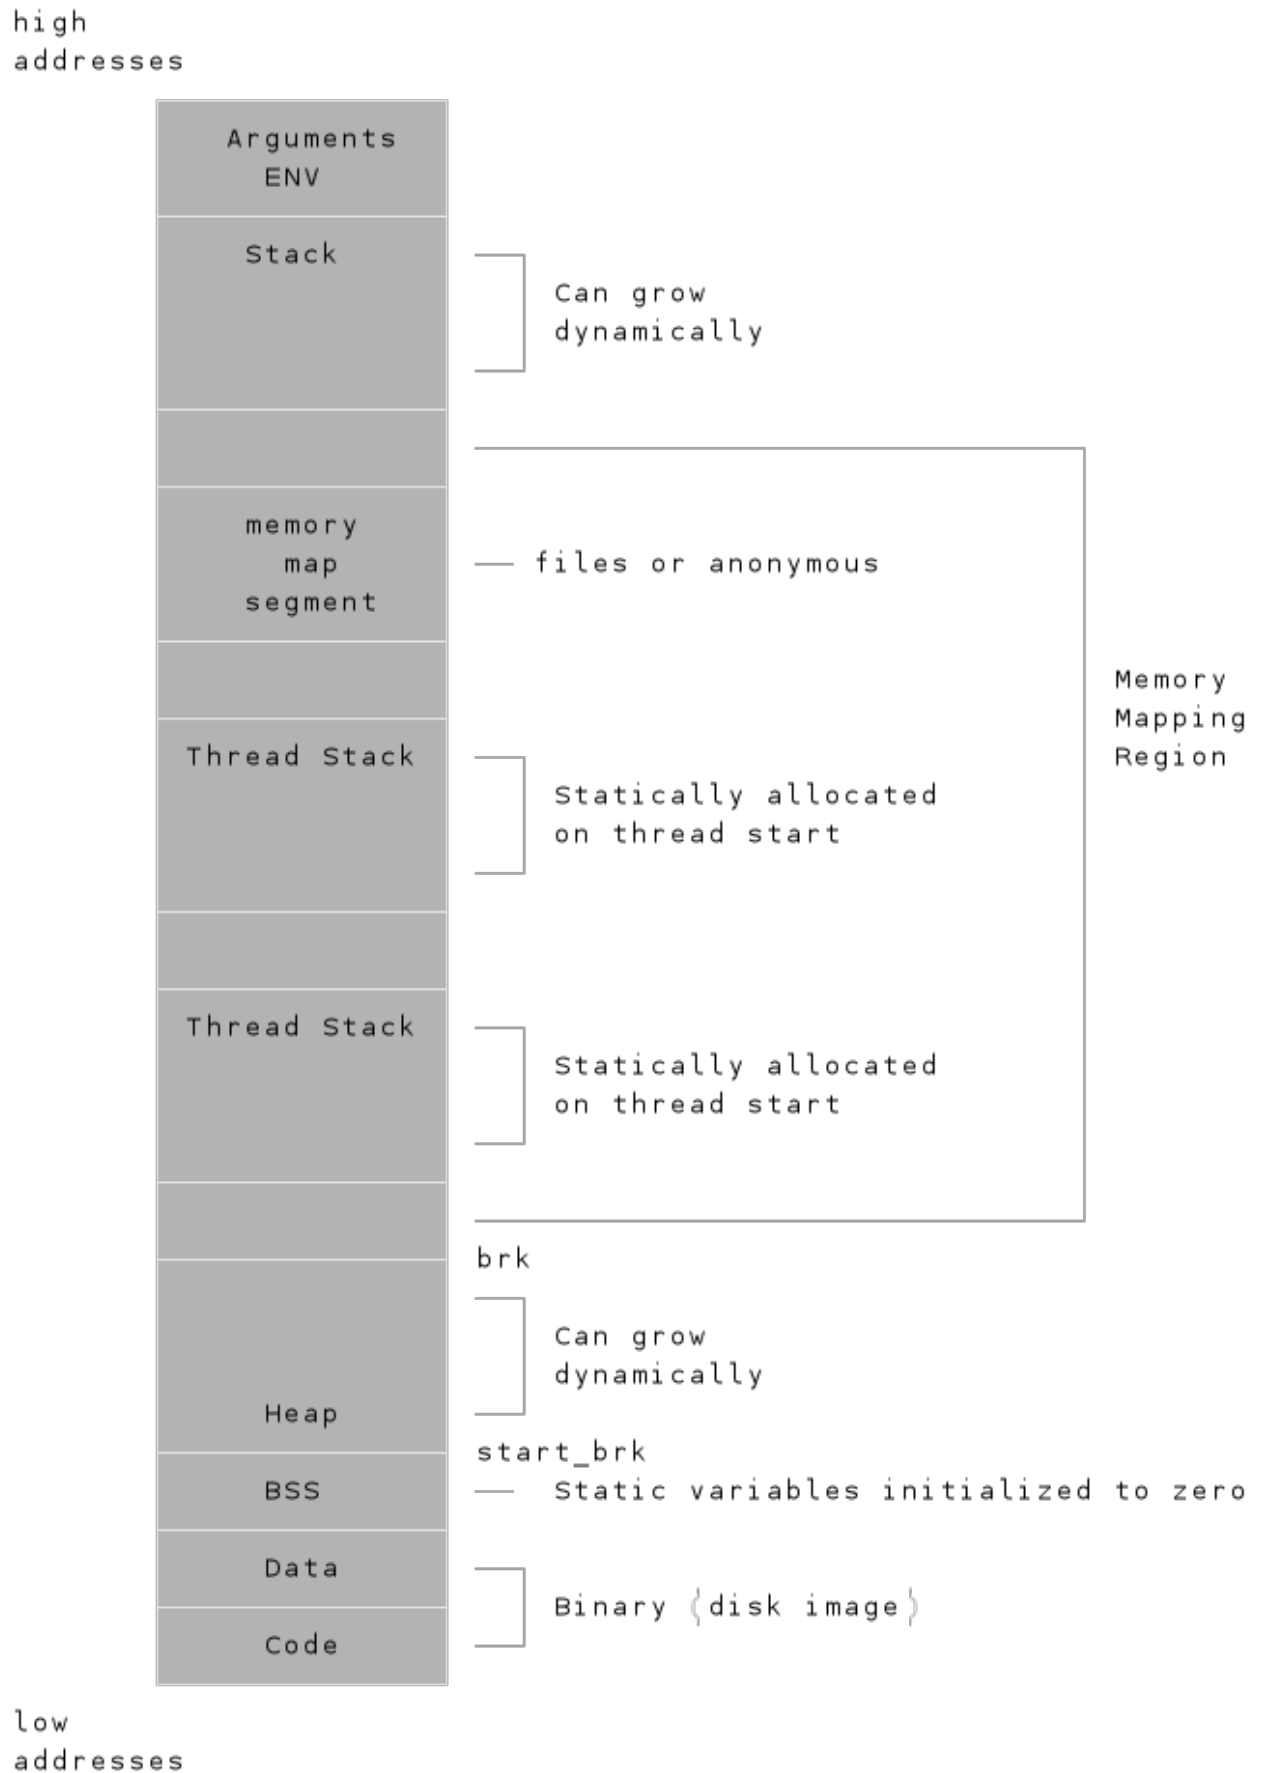 high
addresses
Arguments
ENV
Stack
Can grow
dynamically
memory
map
segment
files or anonymous
Memory
Mapping
Region
Thread Stack
Statically allocated
on thread start
Thread Stack
Statically allocated
on thread start
brk
Can grow
dynamically
Heap
start_brk
BSS
Static variables initialized to zero
Data
Binary (disk image)
Code
low
addresses